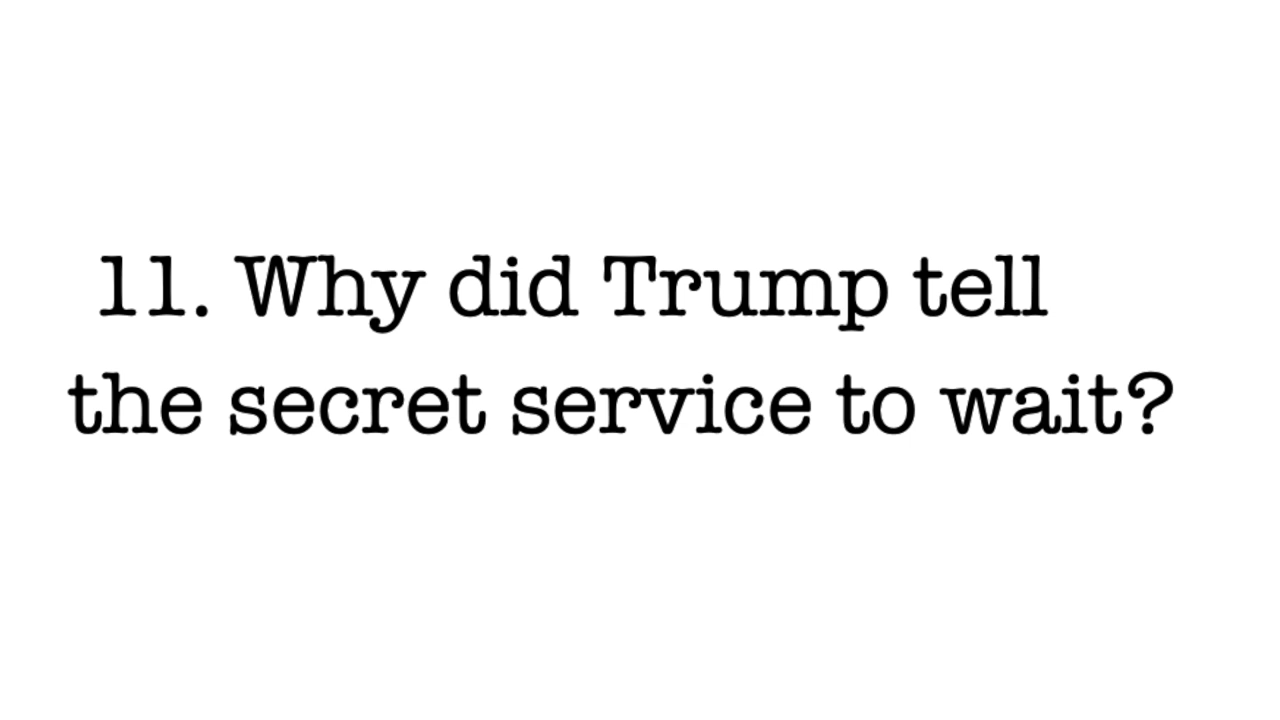 11. Why did Trump tell
the secret service to wait?